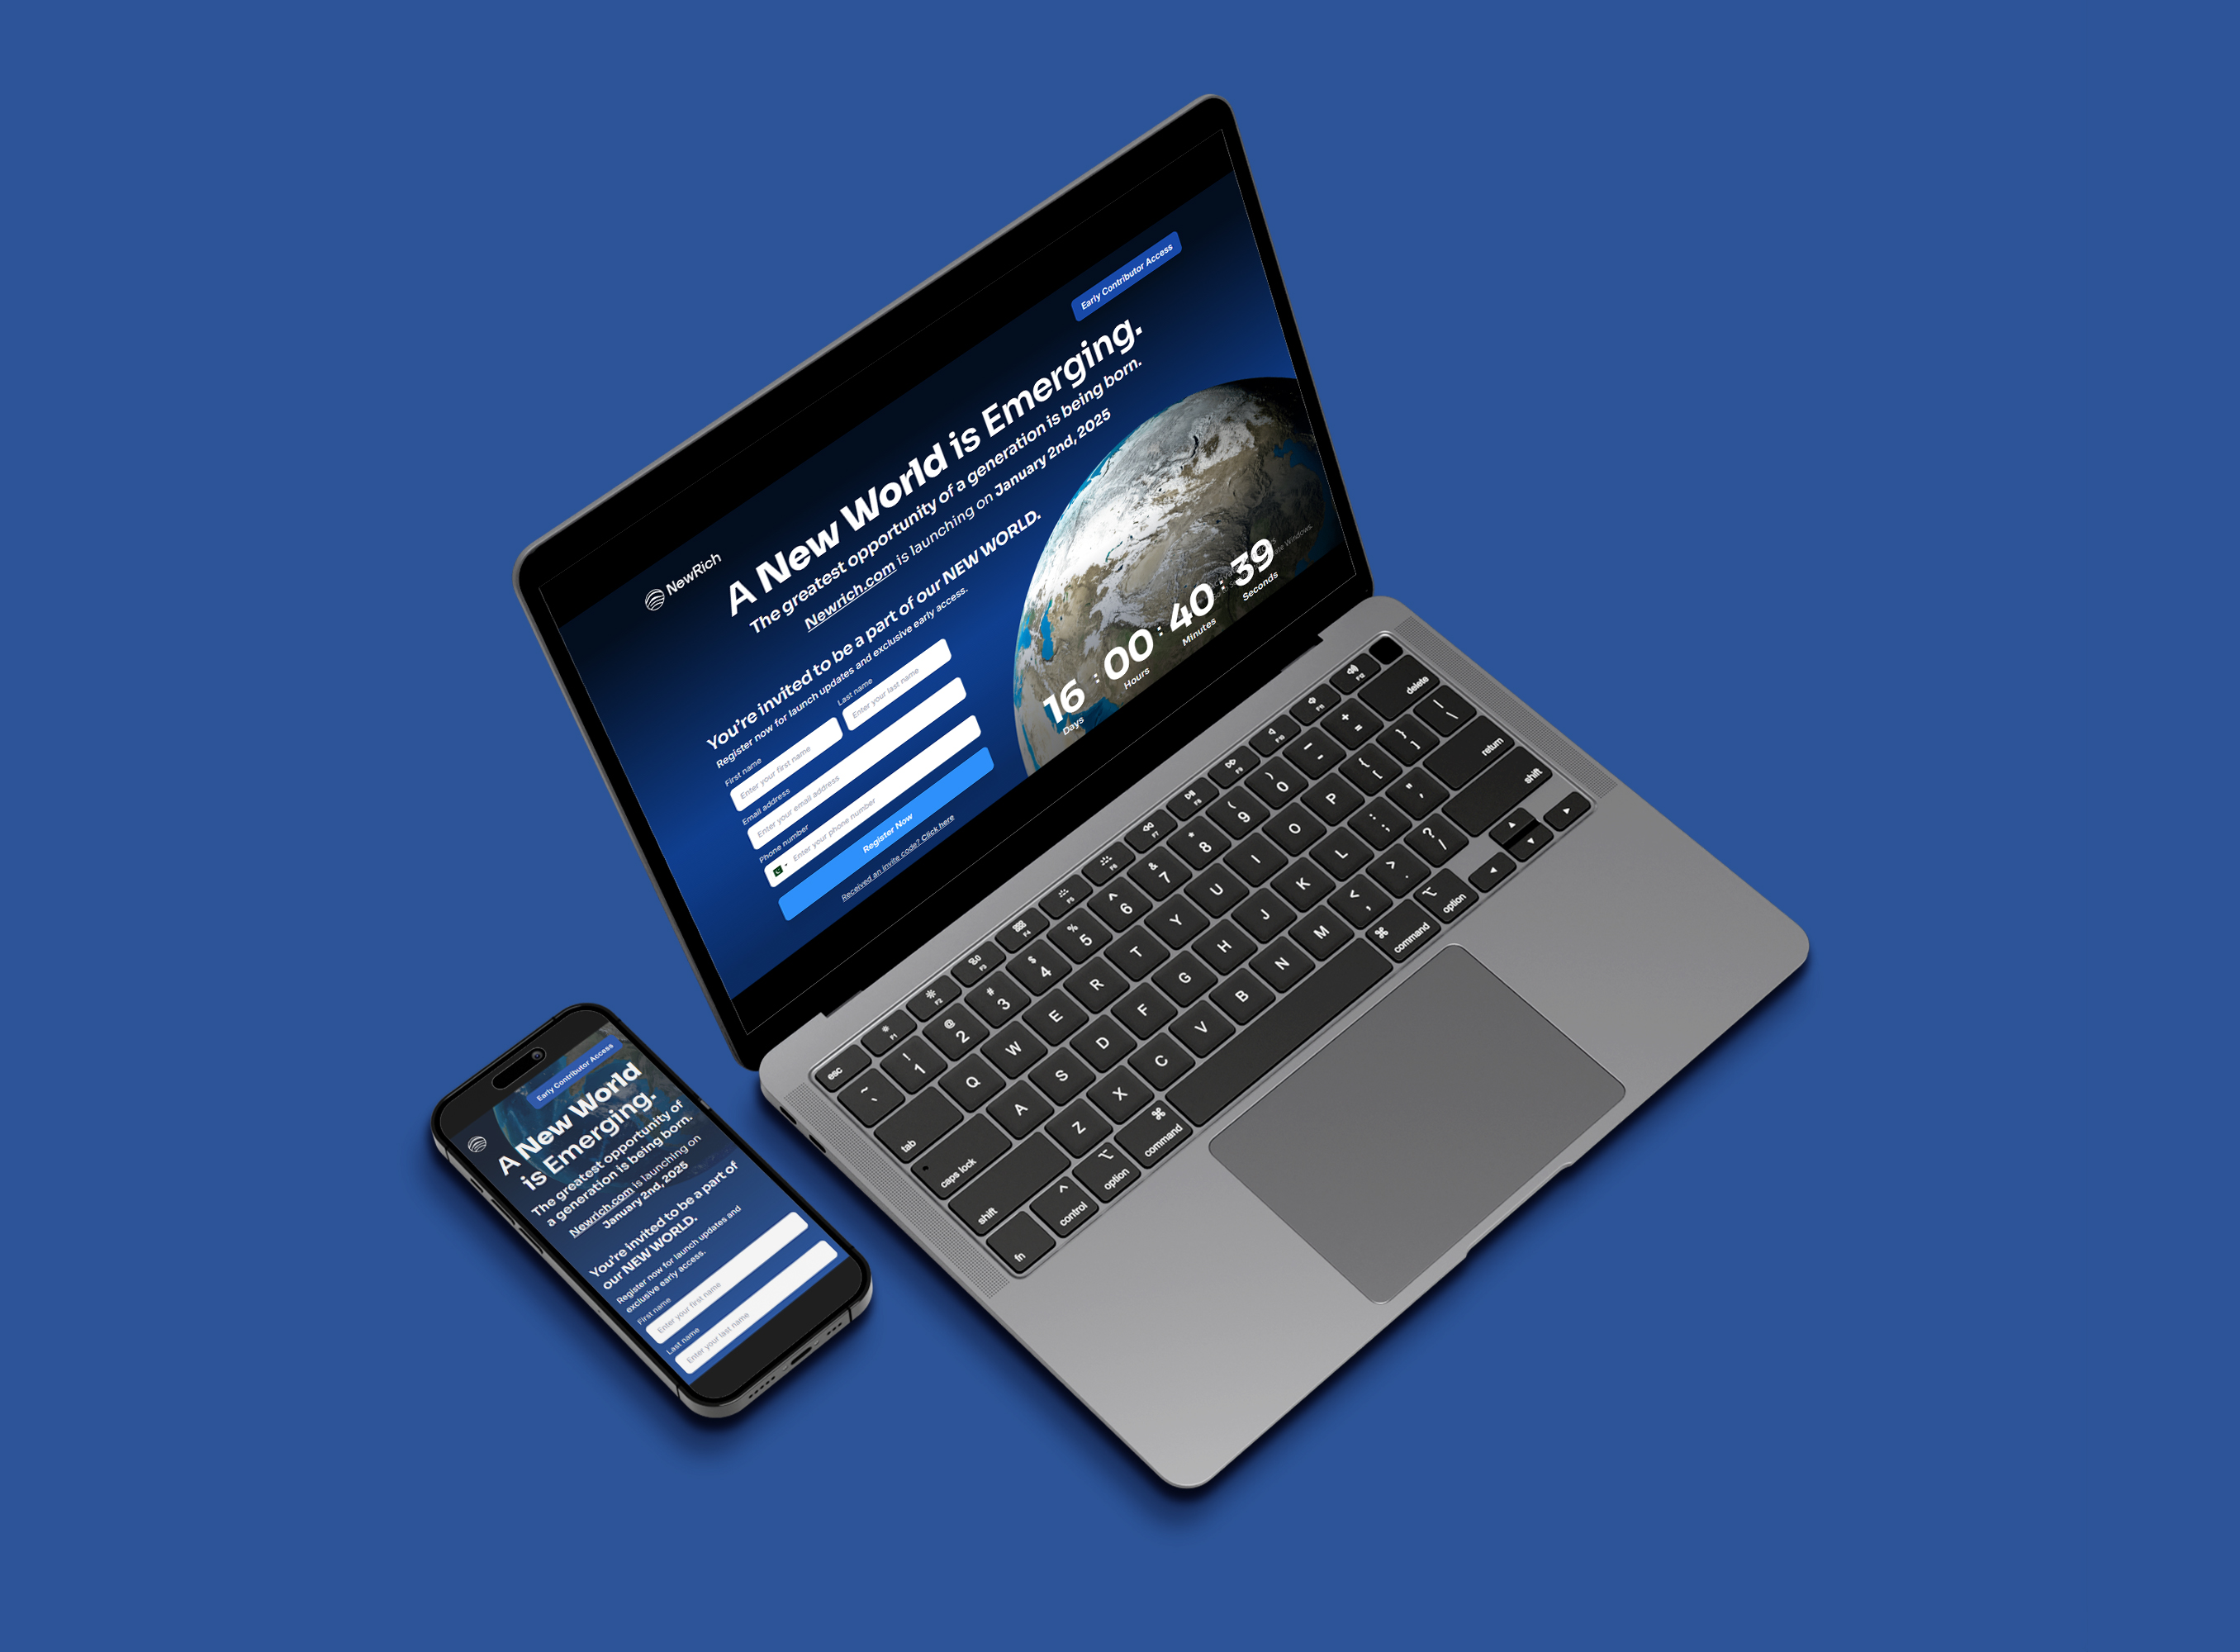 Early Contributor Access
NewRich
A New World is Emerging.
The greatest opportunity of a generation is being born.
Newrich.com is launching on January 2nd, 2025
You're invited to be a part of our NEW WORLD.
Register now for launch updates and exclusive early access.
First name
Last name
Enter your first name
Enter your last name
Email address
Enter your email address
Phone number
Enter your phone number
Register Now
Received an invite code? Click here
16 : 00 : 40 : 39
Days Hours Minutes Seconds
Early Contributor Access
A New World
is Emerging.
The greatest opportunity of
a generation is being born.
Newrich.com is launching on
January 2nd, 2025
You're invited to be a part of
our NEW WORLD.
Register now for launch updates and
exclusive early access.
First name
Enter your first name
Last name
Enter your last name
esc F1 F2 F3 F4 F5 F6 F7 F8 F9 F10 F11 F12
~ ` ! 1 @ 2 # 3 $ 4 % 5 ^ 6 & 7 * 8 ( 9 ) 0 _ - + = delete
tab Q W E R T Y U I O P { [ } ] | \
caps lock A S D F G H J K L : ; " ' return
shift Z X C V B N M < , > . ? / shift
fn control option command command option